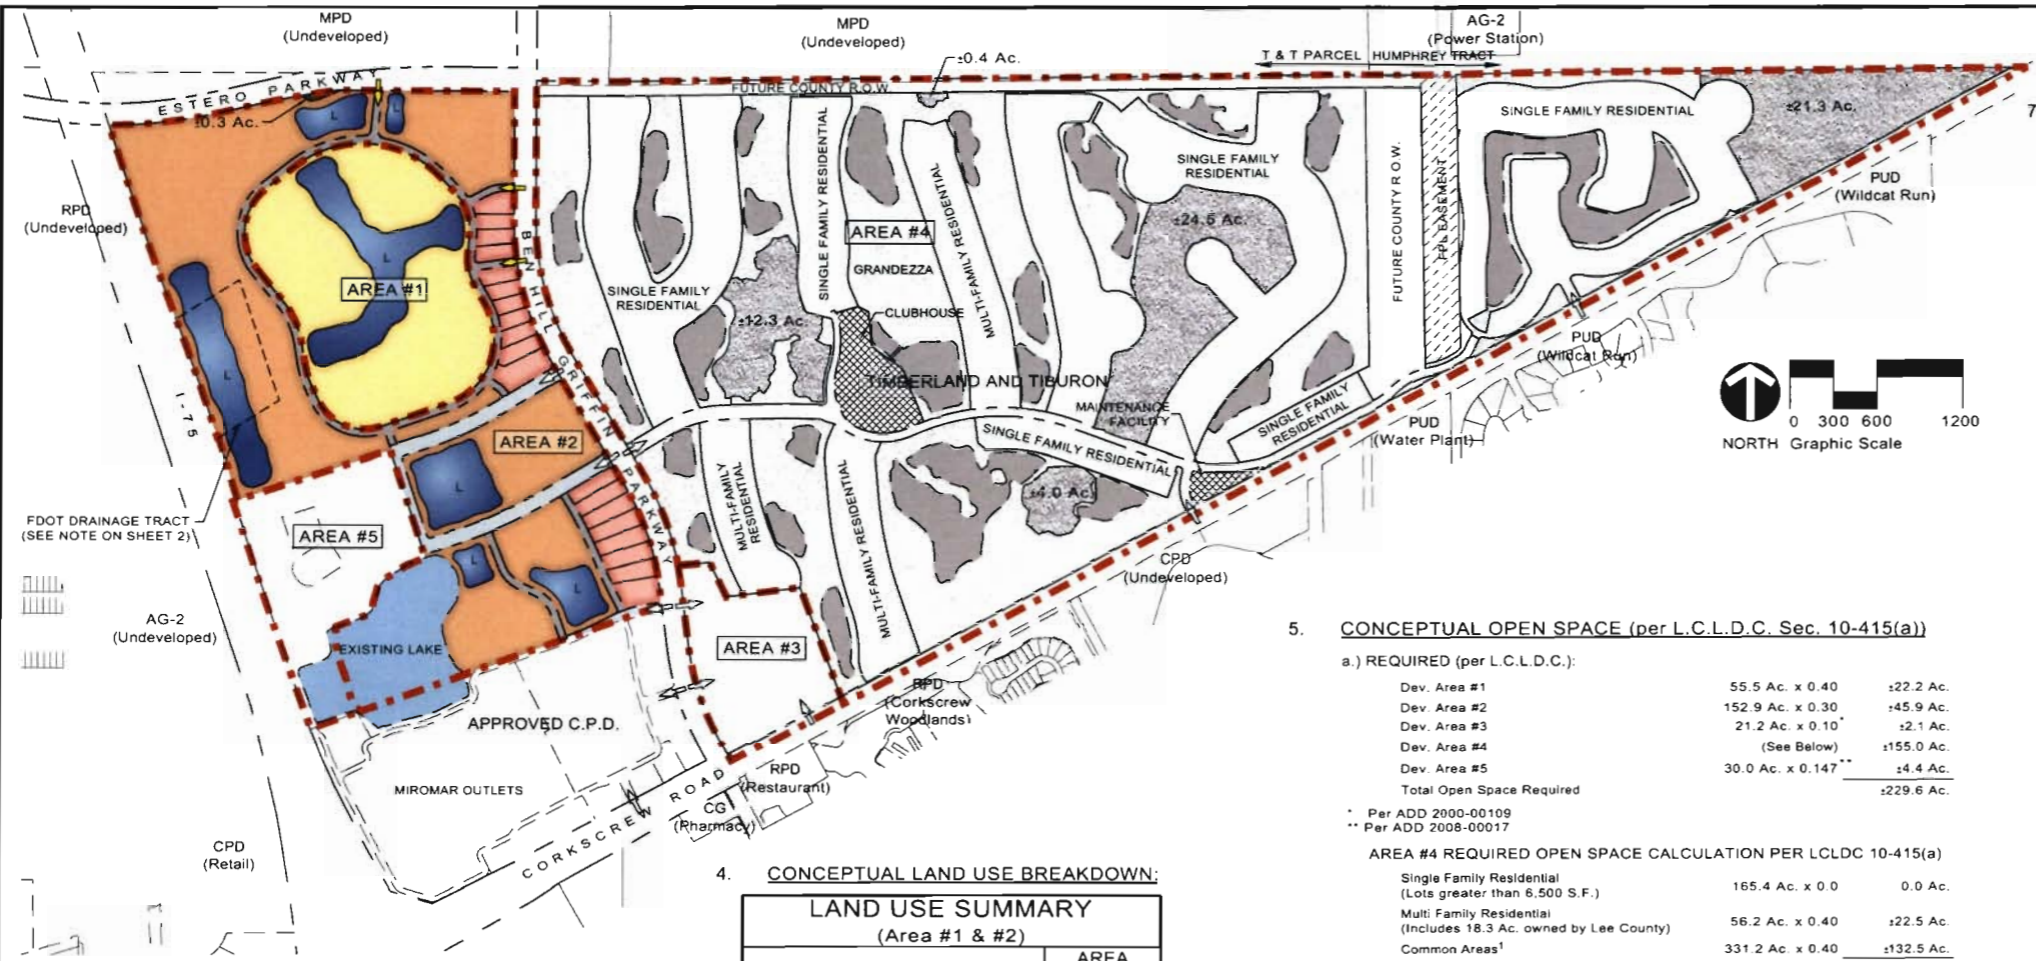 MPD
(Undeveloped)
MPD
(Undeveloped)
AG-2
(Power Station)
±0.4 Ac.
T & T PARCEL
HUMPHREY TRACT
ESTERO PARKWAY
±0.3 Ac.
FUTURE COUNTY R.O.W.
L
L
SINGLE FAMILY RESIDENTIAL
±21.3 Ac.
7
SINGLE FAMILY
RESIDENTIAL
SINGLE FAMILY RESIDENTIAL
MULTI-FAMILY RESIDENTIAL
FUTURE COUNTY R.O.W.
FPL EASEMENT
PUD
(Wildcat Run)
RPD
(Undeveloped)
±24.5 Ac.
AREA #4
GRANDEZZA
L
AREA #1
SINGLE FAMILY
RESIDENTIAL
BEN HILL GRIFFIN PARKWAY
CLUBHOUSE
±12.3 Ac.
PUD
(Wildcat Run)
L
I-75
TIMBERLAND AND TIBURON
MAINTENANCE
FACILITY
SINGLE FAMILY
RESIDENTIAL
PUD
(Water Plant)
0 300 600 1200
NORTH Graphic Scale
AREA #2
SINGLE FAMILY RESIDENTIAL
L
±4.0 Ac.
MULTI-FAMILY
RESIDENTIAL
MULTI-FAMILY RESIDENTIAL
FDOT DRAINAGE TRACT
(SEE NOTE ON SHEET 2)
AREA #5
L
L
CPD
(Undeveloped)
AG-2
(Undeveloped)
EXISTING LAKE
AREA #3
RPD
(Corkscrew
Woodlands)
APPROVED C.P.D.
MIROMAR OUTLETS
RPD
(Restaurant)
CG
(Pharmacy)
CORKSCREW ROAD
CPD
(Retail)
4. CONCEPTUAL LAND USE BREAKDOWN:
LAND USE SUMMARY
(Area #1 & #2)
AREA
5. CONCEPTUAL OPEN SPACE (per L.C.L.D.C. Sec. 10-415(a))
a.) REQUIRED (per L.C.L.D.C.):
Dev. Area #1 55.5 Ac. x 0.40 ±22.2 Ac.
Dev. Area #2 152.9 Ac. x 0.30 ±45.9 Ac.
Dev. Area #3 21.2 Ac. x 0.10* ±2.1 Ac.
Dev. Area #4 (See Below) ±155.0 Ac.
Dev. Area #5 30.0 Ac. x 0.147** ±4.4 Ac.
Total Open Space Required ±229.6 Ac.
* Per ADD 2000-00109
** Per ADD 2008-00017
AREA #4 REQUIRED OPEN SPACE CALCULATION PER LCLDC 10-415(a)
Single Family Residential
(Lots greater than 6,500 S.F.) 165.4 Ac. x 0.0 0.0 Ac.
Multi Family Residential
(Includes 18.3 Ac. owned by Lee County) 56.2 Ac. x 0.40 ±22.5 Ac.
Common Areas¹ 331.2 Ac. x 0.40 ±132.5 Ac.